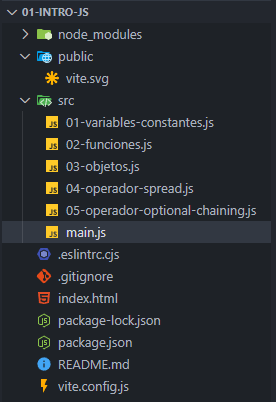 01-INTRO-JS
node_modules
public
vite.svg
src
JS 01-variables-constantes.js
JS 02-funciones.js
JS 03-objetos.js
JS 04-operador-spread.js
JS 05-operador-optional-chaining.js
JS main.js
.eslintrc.cjs
.gitignore
index.html
package-lock.json
package.json
README.md
vite.config.js